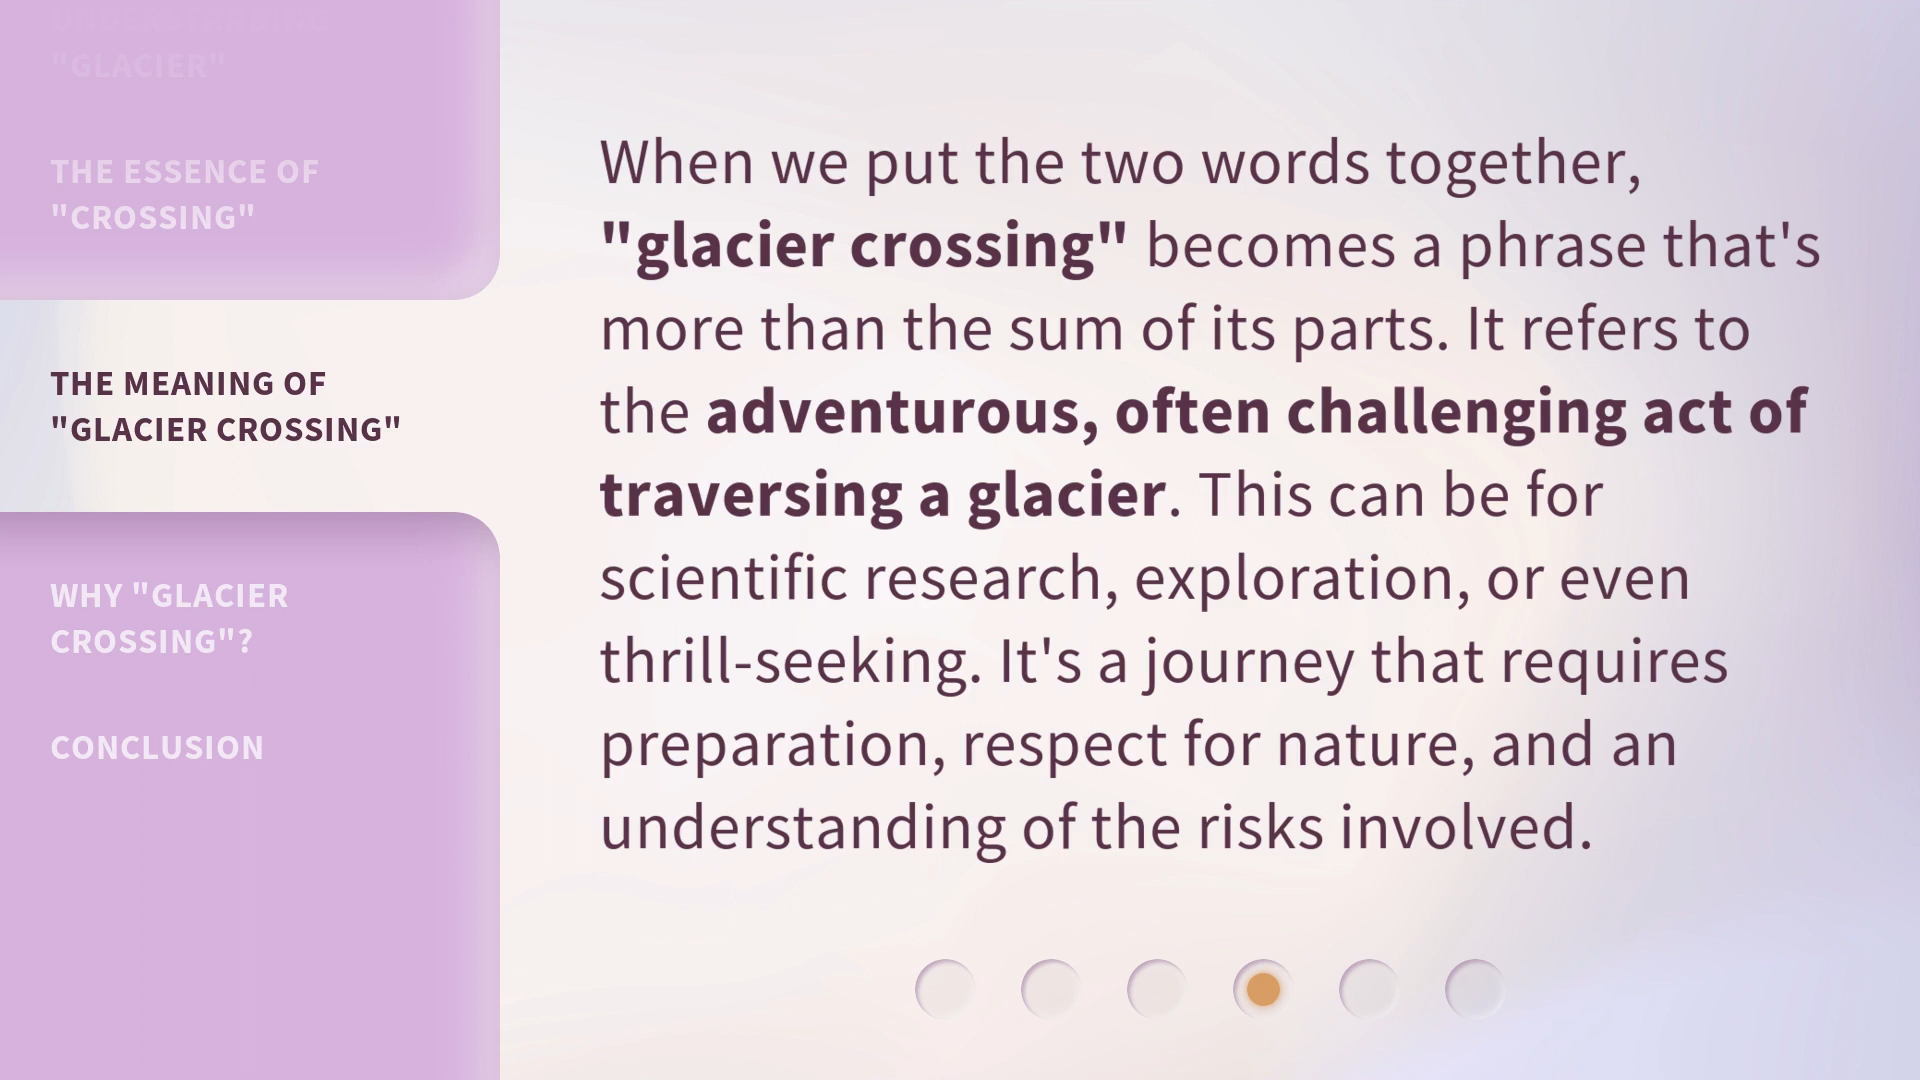 UNDERSTANDING
"GLACIER"
THE ESSENCE OF
"CROSSING"
THE MEANING OF
"GLACIER CROSSING"
WHY "GLACIER
CROSSING"?
CONCLUSION
When we put the two words together,
"glacier crossing" becomes a phrase that's
more than the sum of its parts. It refers to
the adventurous, often challenging act of
traversing a glacier. This can be for
scientific research, exploration, or even
thrill-seeking. It's a journey that requires
preparation, respect for nature, and an
understanding of the risks involved.